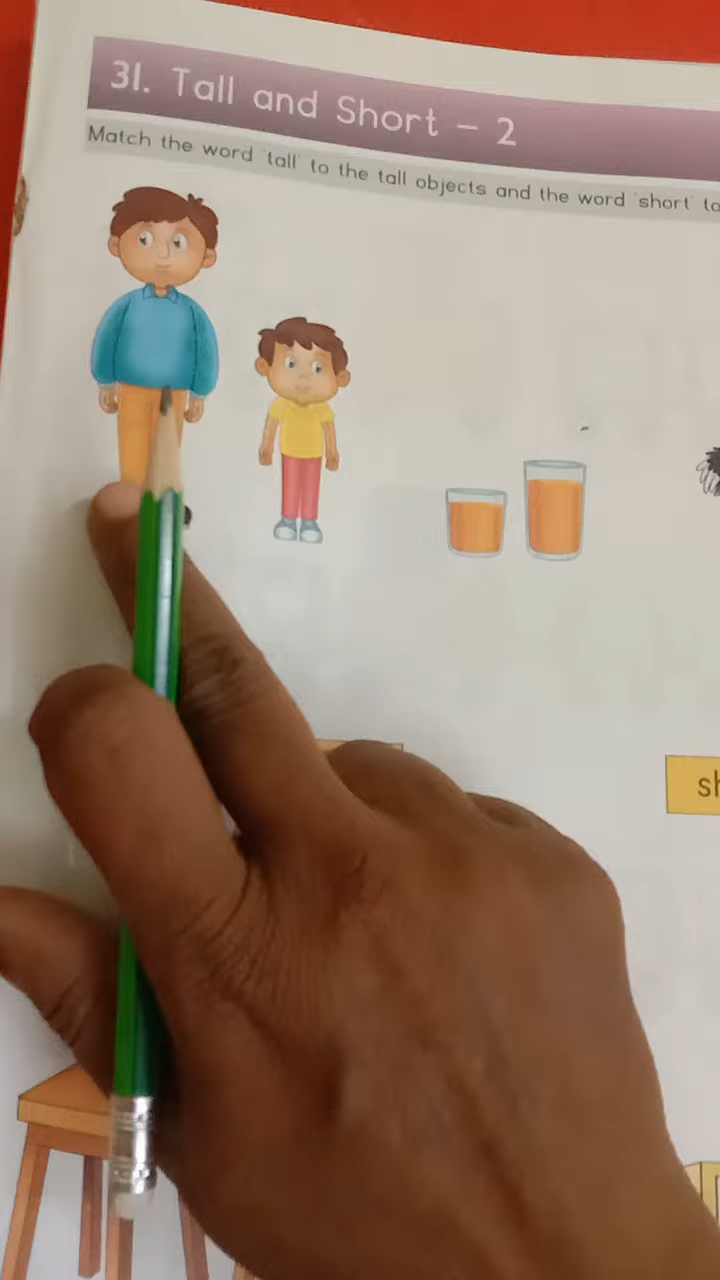 31. Tall and Short - 2
Match the word 'tall' to the tall objects and the word 'short' to